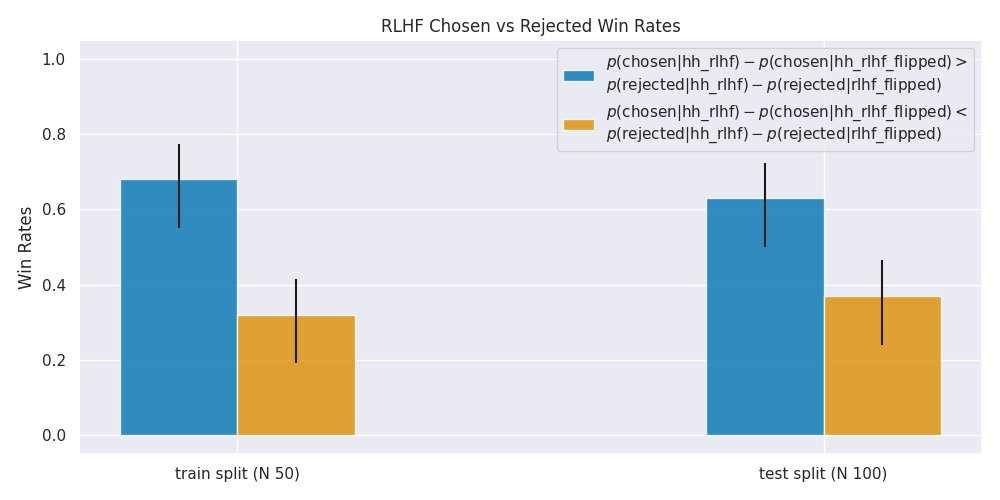 RLHF Chosen vs Rejected Win Rates
p(chosen|hh_rlhf) − p(chosen|hh_rlhf_flipped) >
p(rejected|hh_rlhf) − p(rejected|rlhf_flipped)
p(chosen|hh_rlhf) − p(chosen|hh_rlhf_flipped) <
p(rejected|hh_rlhf) − p(rejected|rlhf_flipped)
Win Rates
1.0
0.8
0.6
0.4
0.2
0.0
train split (N 50)
test split (N 100)